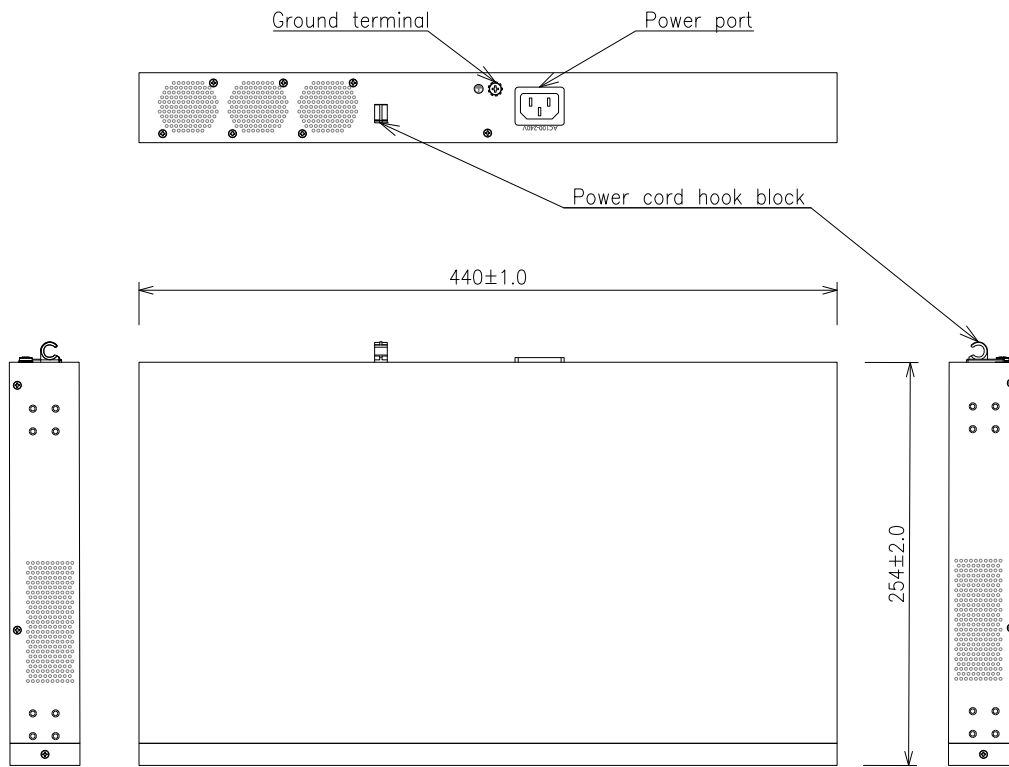 Ground terminal
Power port
AC100-240V
Power cord hook block
440±1.0
254±2.0